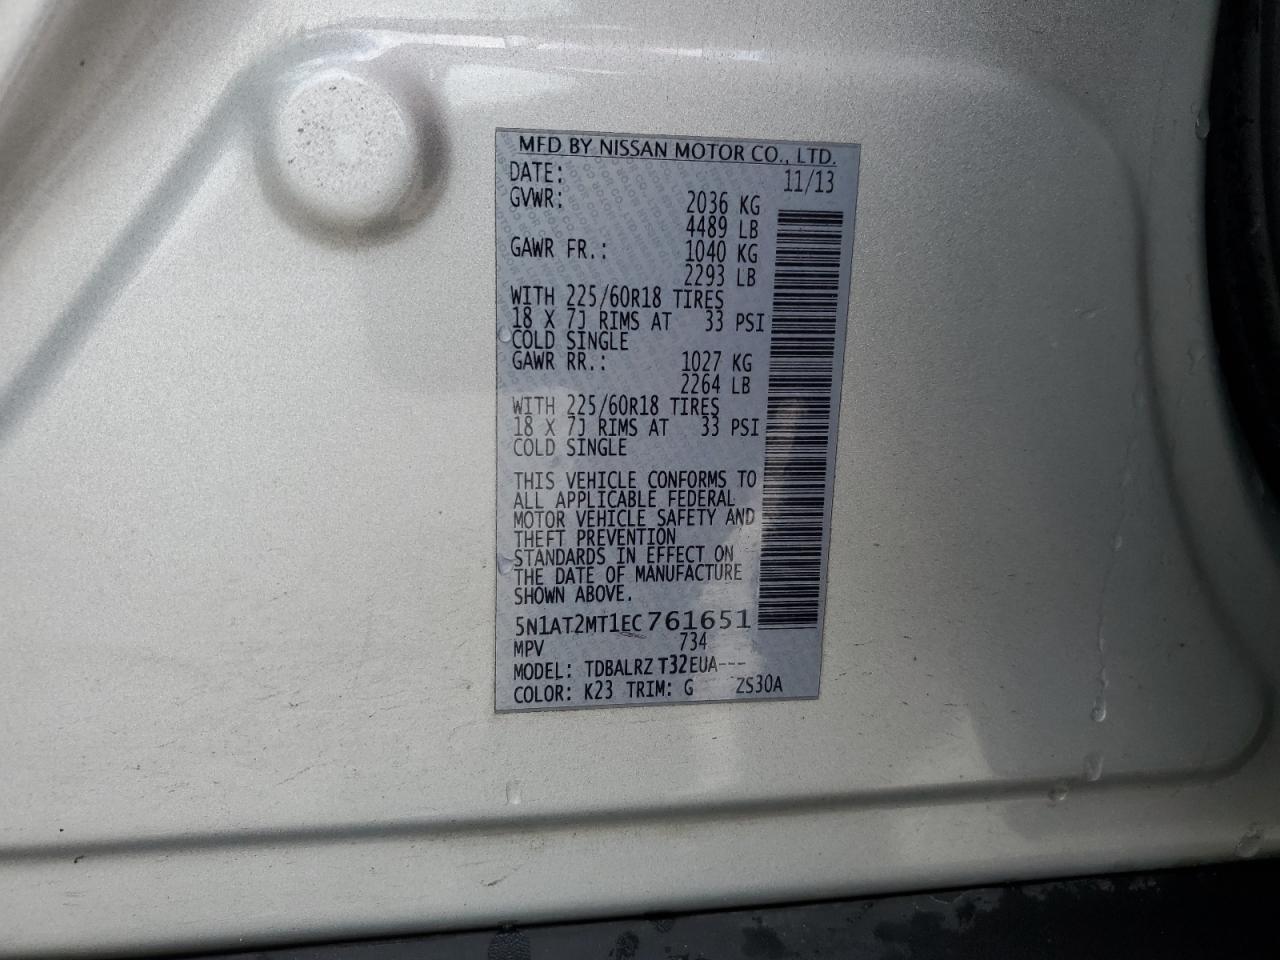 MFD BY NISSAN MOTOR CO., LTD.
DATE: 11/13
GVWR: 2036 KG
4489 LB
GAWR FR.: 1040 KG
2293 LB
WITH 225/60R18 TIRES
18 X 7J RIMS AT 33 PSI
COLD SINGLE
GAWR RR.: 1027 KG
2264 LB
WITH 225/60R18 TIRES
18 X 7J RIMS AT 33 PSI
COLD SINGLE
THIS VEHICLE CONFORMS TO
ALL APPLICABLE FEDERAL
MOTOR VEHICLE SAFETY AND
THEFT PREVENTION
STANDARDS IN EFFECT ON
THE DATE OF MANUFACTURE
SHOWN ABOVE.
5N1AT2MT1EC761651
MPV 734
MODEL: TDBALRZ T32EUA---
COLOR: K23 TRIM: G ZS30A